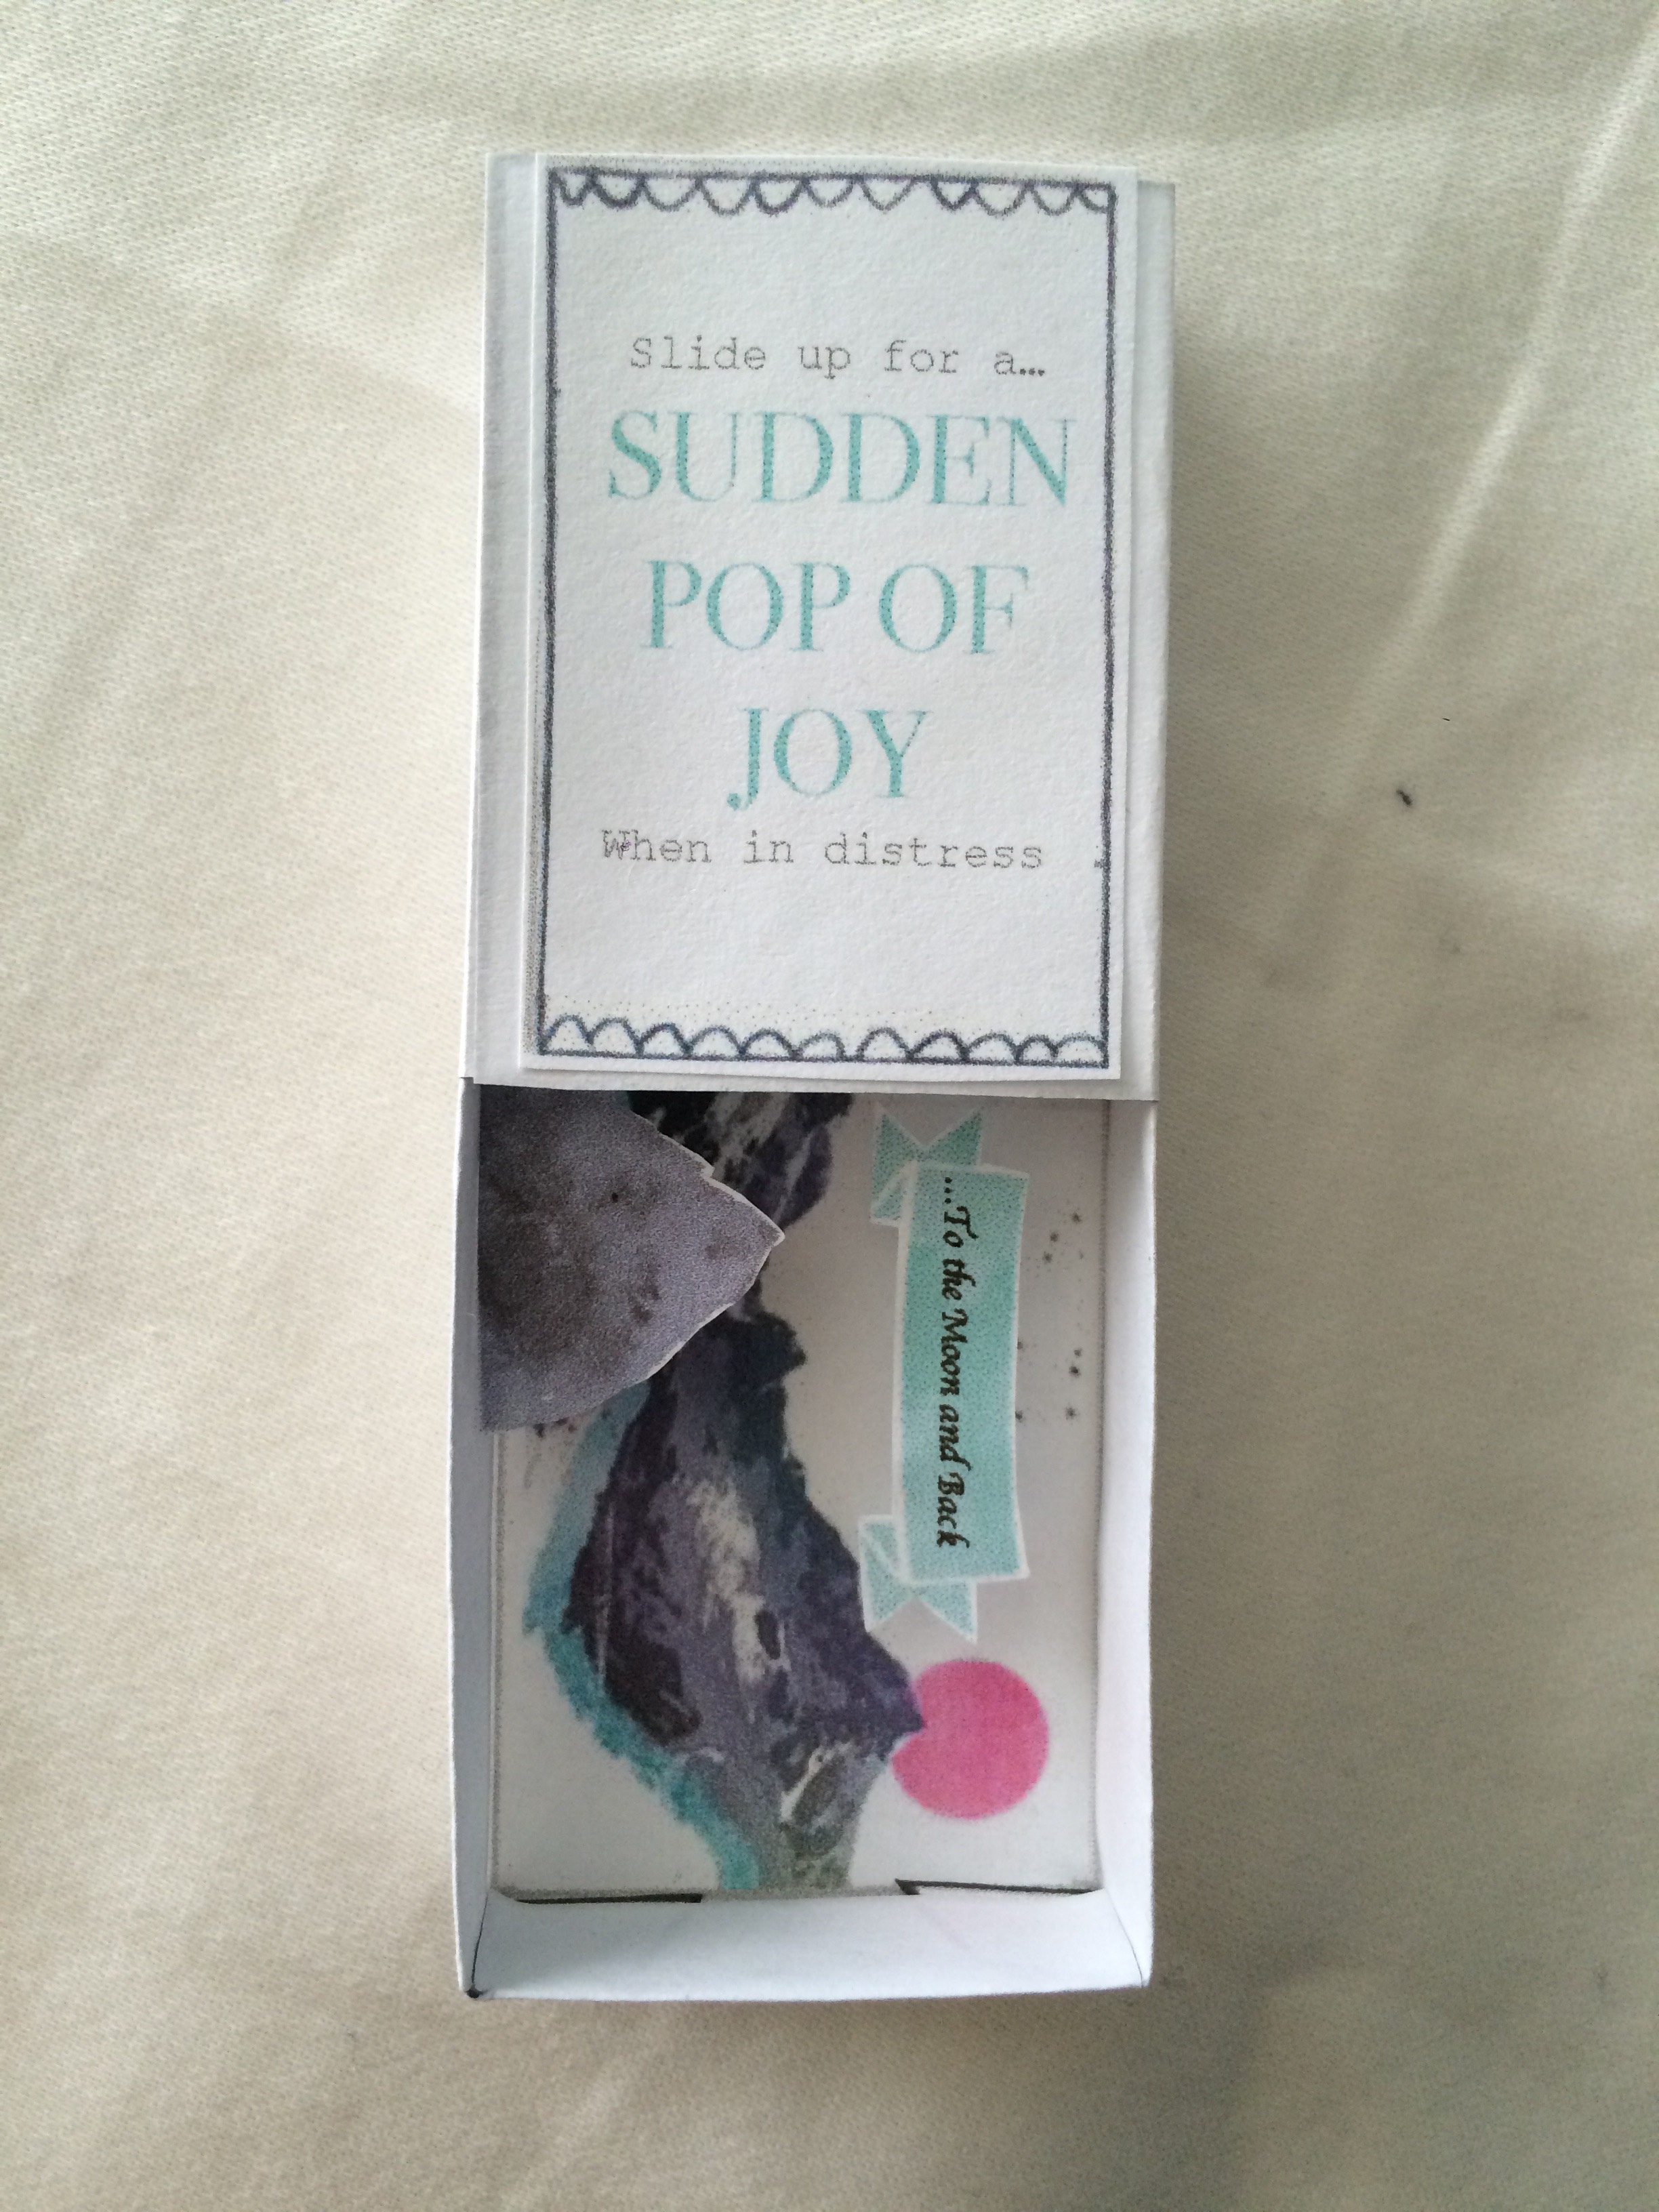 Slide up for a...
SUDDEN
POP OF
JOY
When in distress
...To the Moon and Back